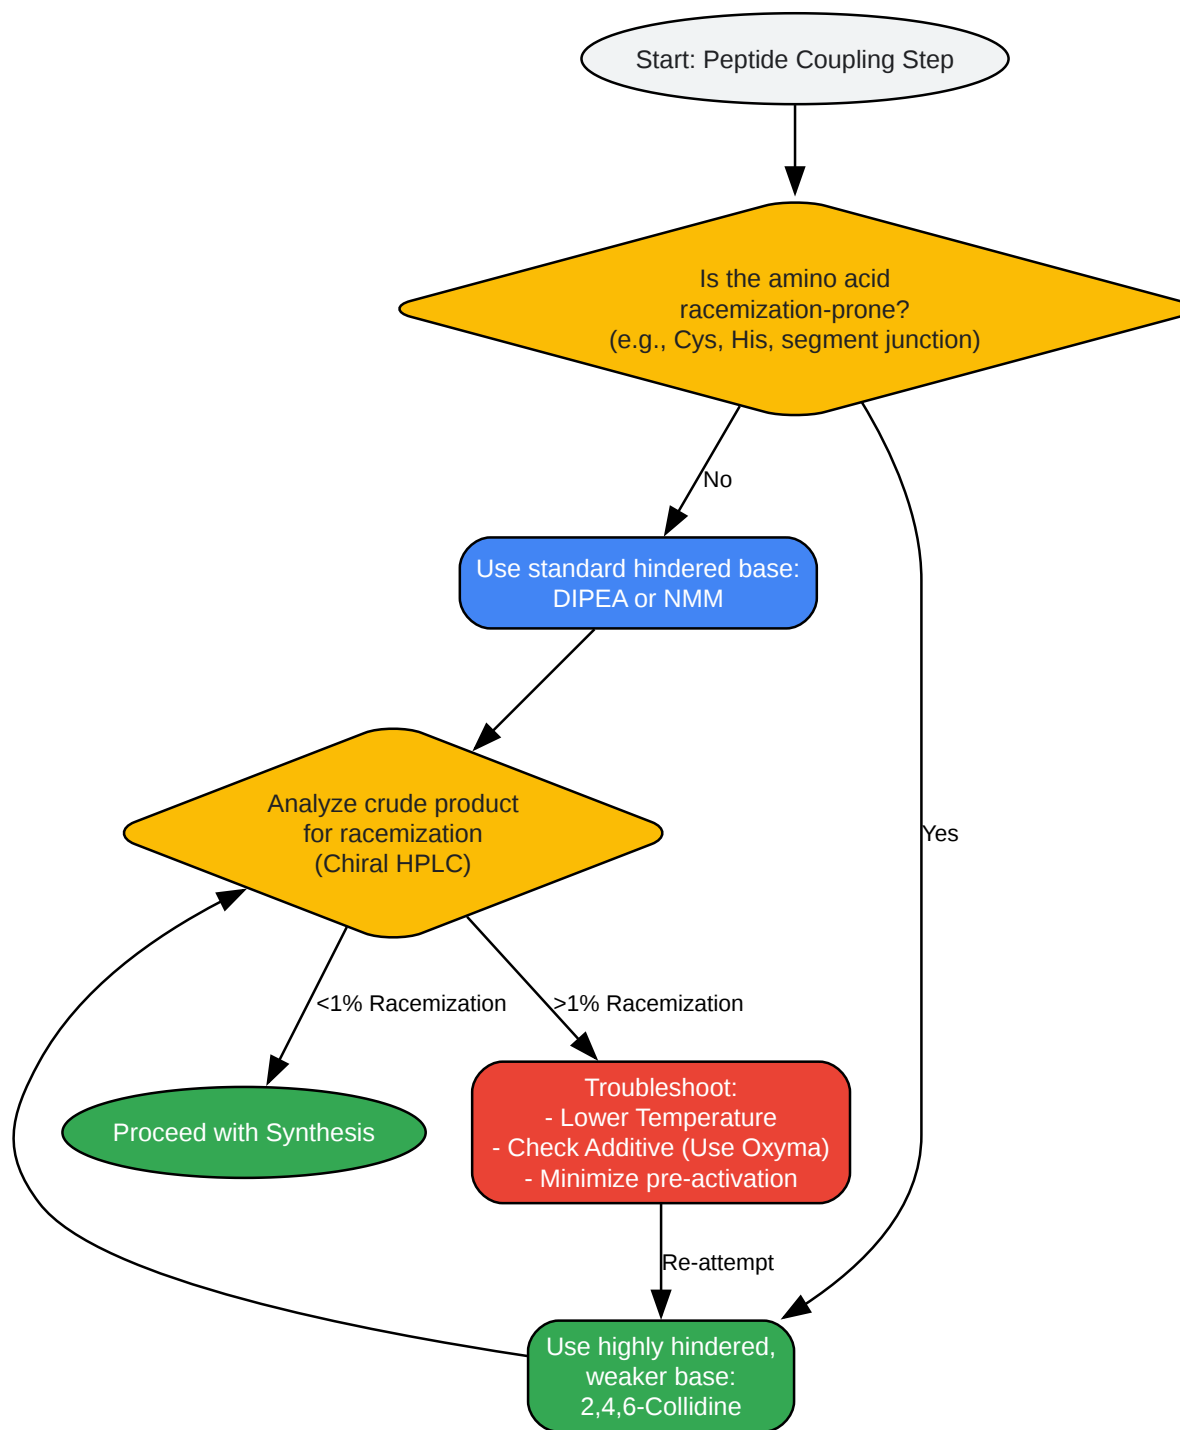 Start: Peptide Coupling Step
Is the amino acid
racemization-prone?
(e.g., Cys, His, segment junction)
No
Use standard hindered base:
DIPEA or NMM
Analyze crude product
for racemization
(Chiral HPLC)
Yes
<1% Racemization
>1% Racemization
Proceed with Synthesis
Troubleshoot:
- Lower Temperature
- Check Additive (Use Oxyma)
- Minimize pre-activation
Re-attempt
Use highly hindered,
weaker base:
2,4,6-Collidine